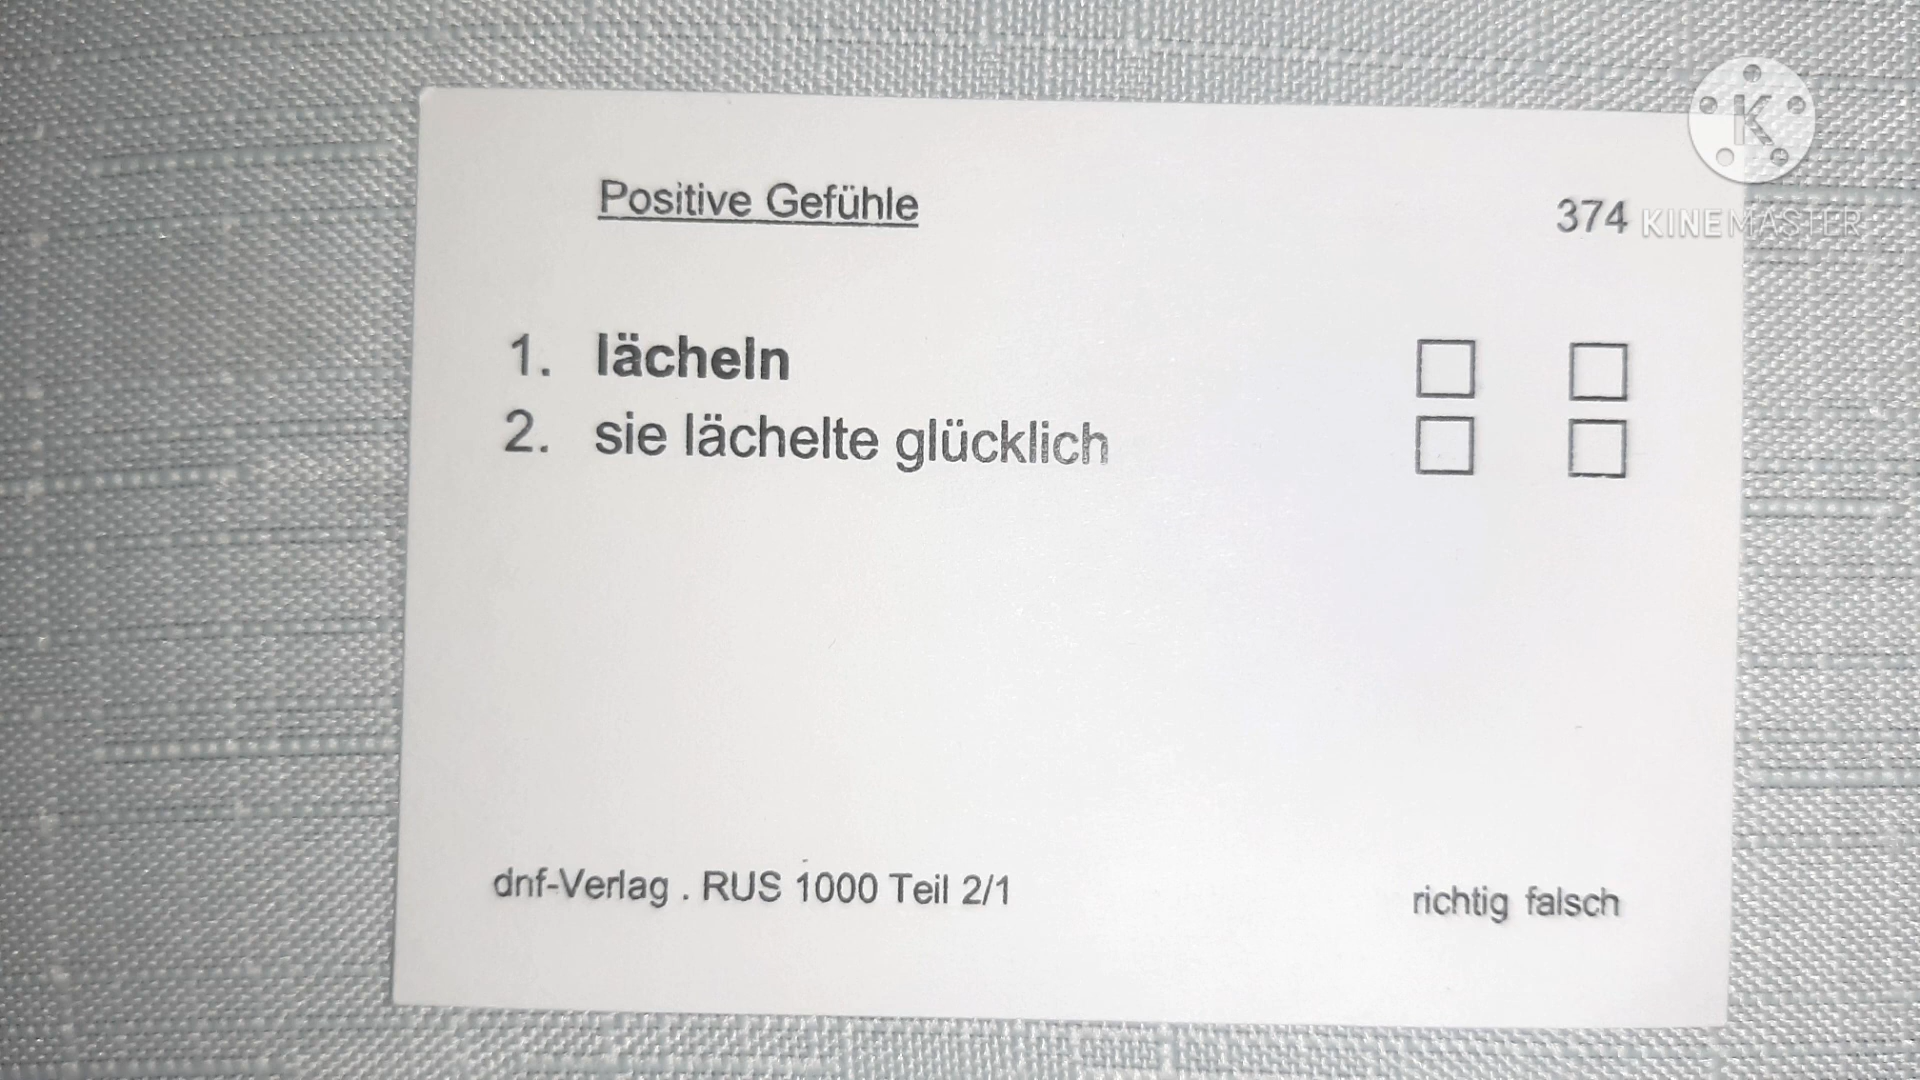 Positive Gefühle
374
1. lächeln
2. sie lächelte glücklich
dnf-Verlag . RUS 1000 Teil 2/1
richtig falsch
K
KINEMASTER